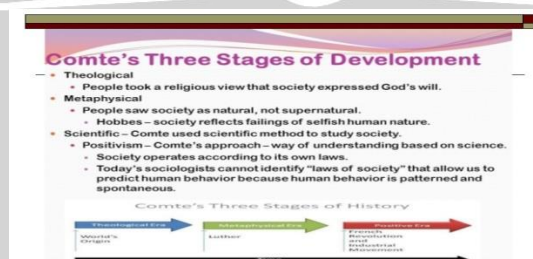 Comte's Three Stages of Development
Theological
People took a religious view that society expressed God's will.
Metaphysical
People saw society as natural, not supernatural.
Hobbes – society reflects failings of selfish human nature.
Scientific – Comte used scientific method to study society.
Positivism – Comte's approach – way of understanding based on science.
Society operates according to its own laws.
Today's sociologists cannot identify "laws of society" that allow us to
predict human behavior because human behavior is patterned and
spontaneous.
Comte's Three Stages of History
Theological Era Metaphysical Era Positive Era
World's Luther French
Origin Revolution
and
Industrial
Movement